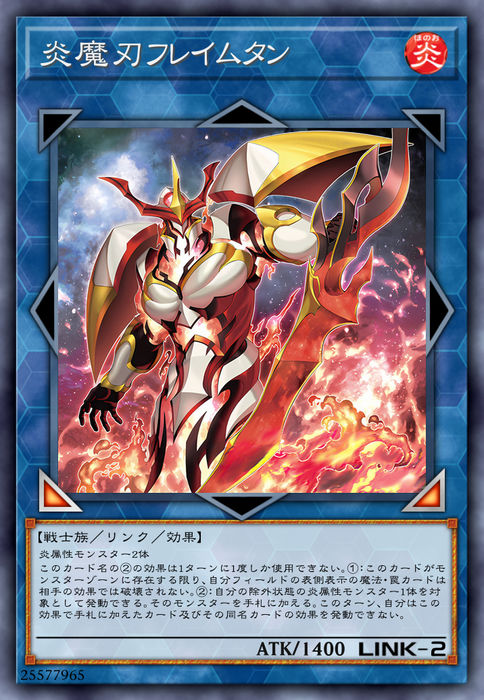 炎魔刃フレイムタン
ほのお
炎
【戦士族／リンク／効果】
炎属性モンスター2体
このカード名の②の効果は1ターンに1度しか使用できない。①：このカードがモ
ンスターゾーンに存在する限り、自分フィールドの表側表示の魔法・罠カードは
相手の効果では破壊されない。②：自分の除外状態の炎属性モンスター1体を対
象として発動できる。そのモンスターを手札に加える。このターン、自分はこの効
果で手札に加えたカード及びその同名カードの効果を発動できない。
ATK/1400 LINK-2
25577965